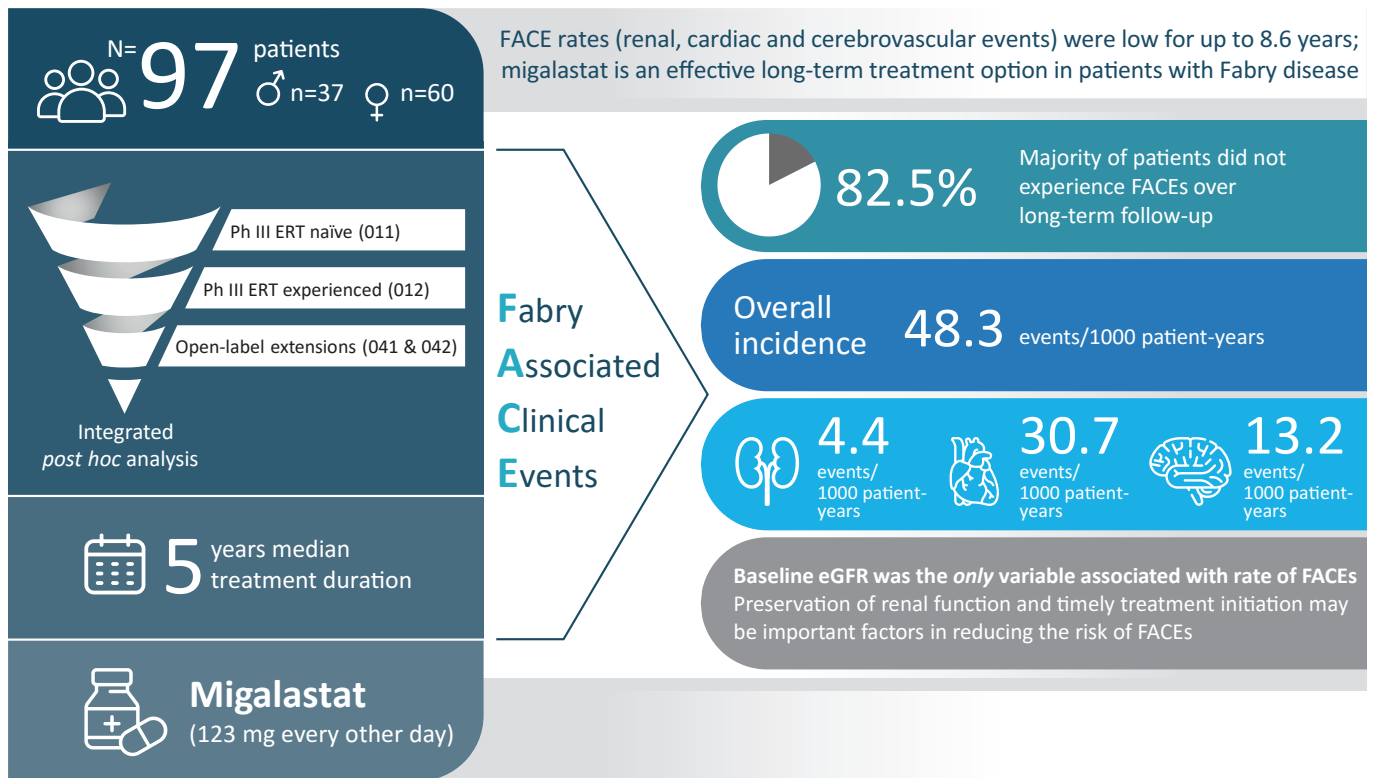 N= 97 patients
♂ n=37 ♀ n=60
Ph III ERT naïve (011)
Ph III ERT experienced (012)
Open-label extensions (041 & 042)
Integrated
post hoc analysis
5 years median
treatment duration
Migalastat
(123 mg every other day)
FACE rates (renal, cardiac and cerebrovascular events) were low for up to 8.6 years;
migalastat is an effective long-term treatment option in patients with Fabry disease
Fabry
Associated
Clinical
Events
82.5%
Majority of patients did not
experience FACEs over
long-term follow-up
Overall
incidence
48.3 events/1000 patient-years
4.4
events/
1000 patient-
years
30.7
events/
1000 patient-
years
13.2
events/
1000 patient-
years
Baseline eGFR was the only variable associated with rate of FACEs
Preservation of renal function and timely treatment initiation may
be important factors in reducing the risk of FACEs